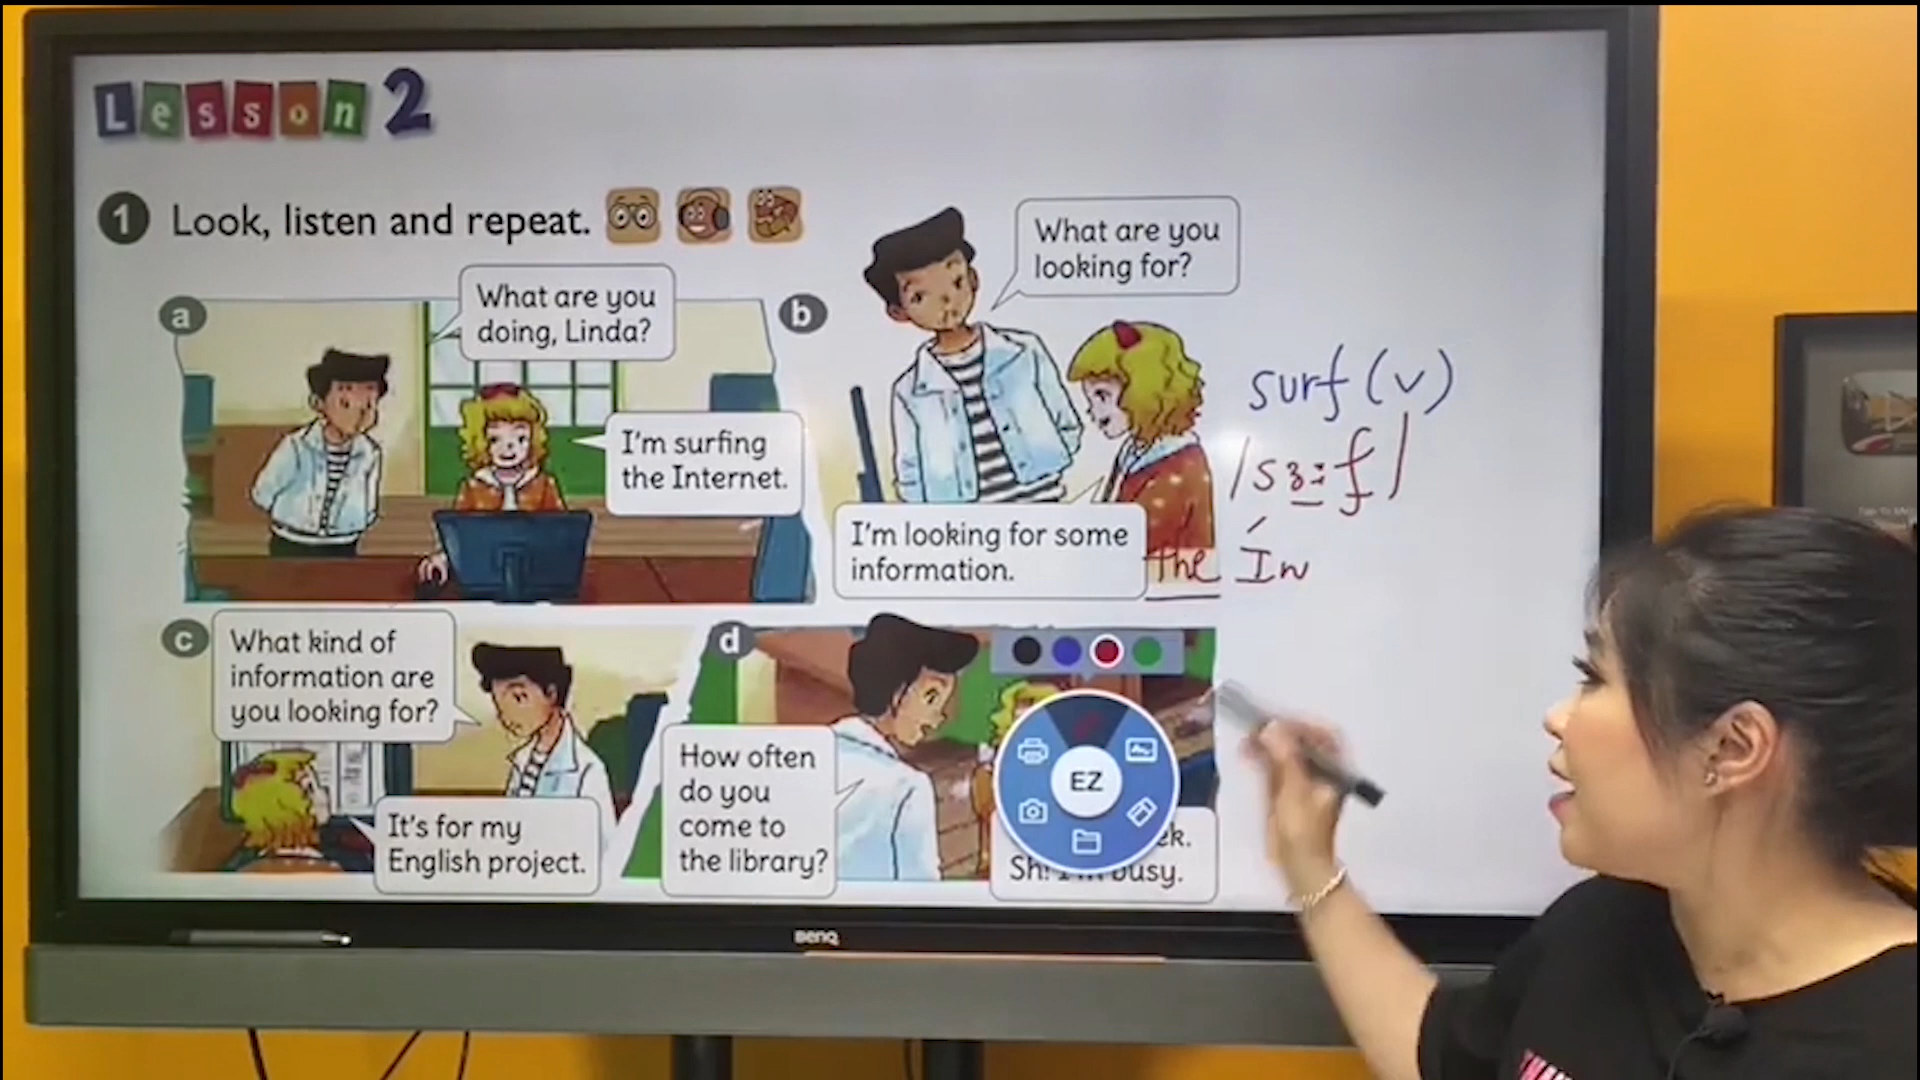 Lesson 2
1 Look, listen and repeat.
a
What are you
doing, Linda?
I'm surfing
the Internet.
b
What are you
looking for?
I'm looking for some
information.
surf (v)
/sɜːf/
the In
c
What kind of
information are
you looking for?
It's for my
English project.
d
How often
do you
come to
the library?
EZ
ek.
Sh! I'm busy.
BenQ